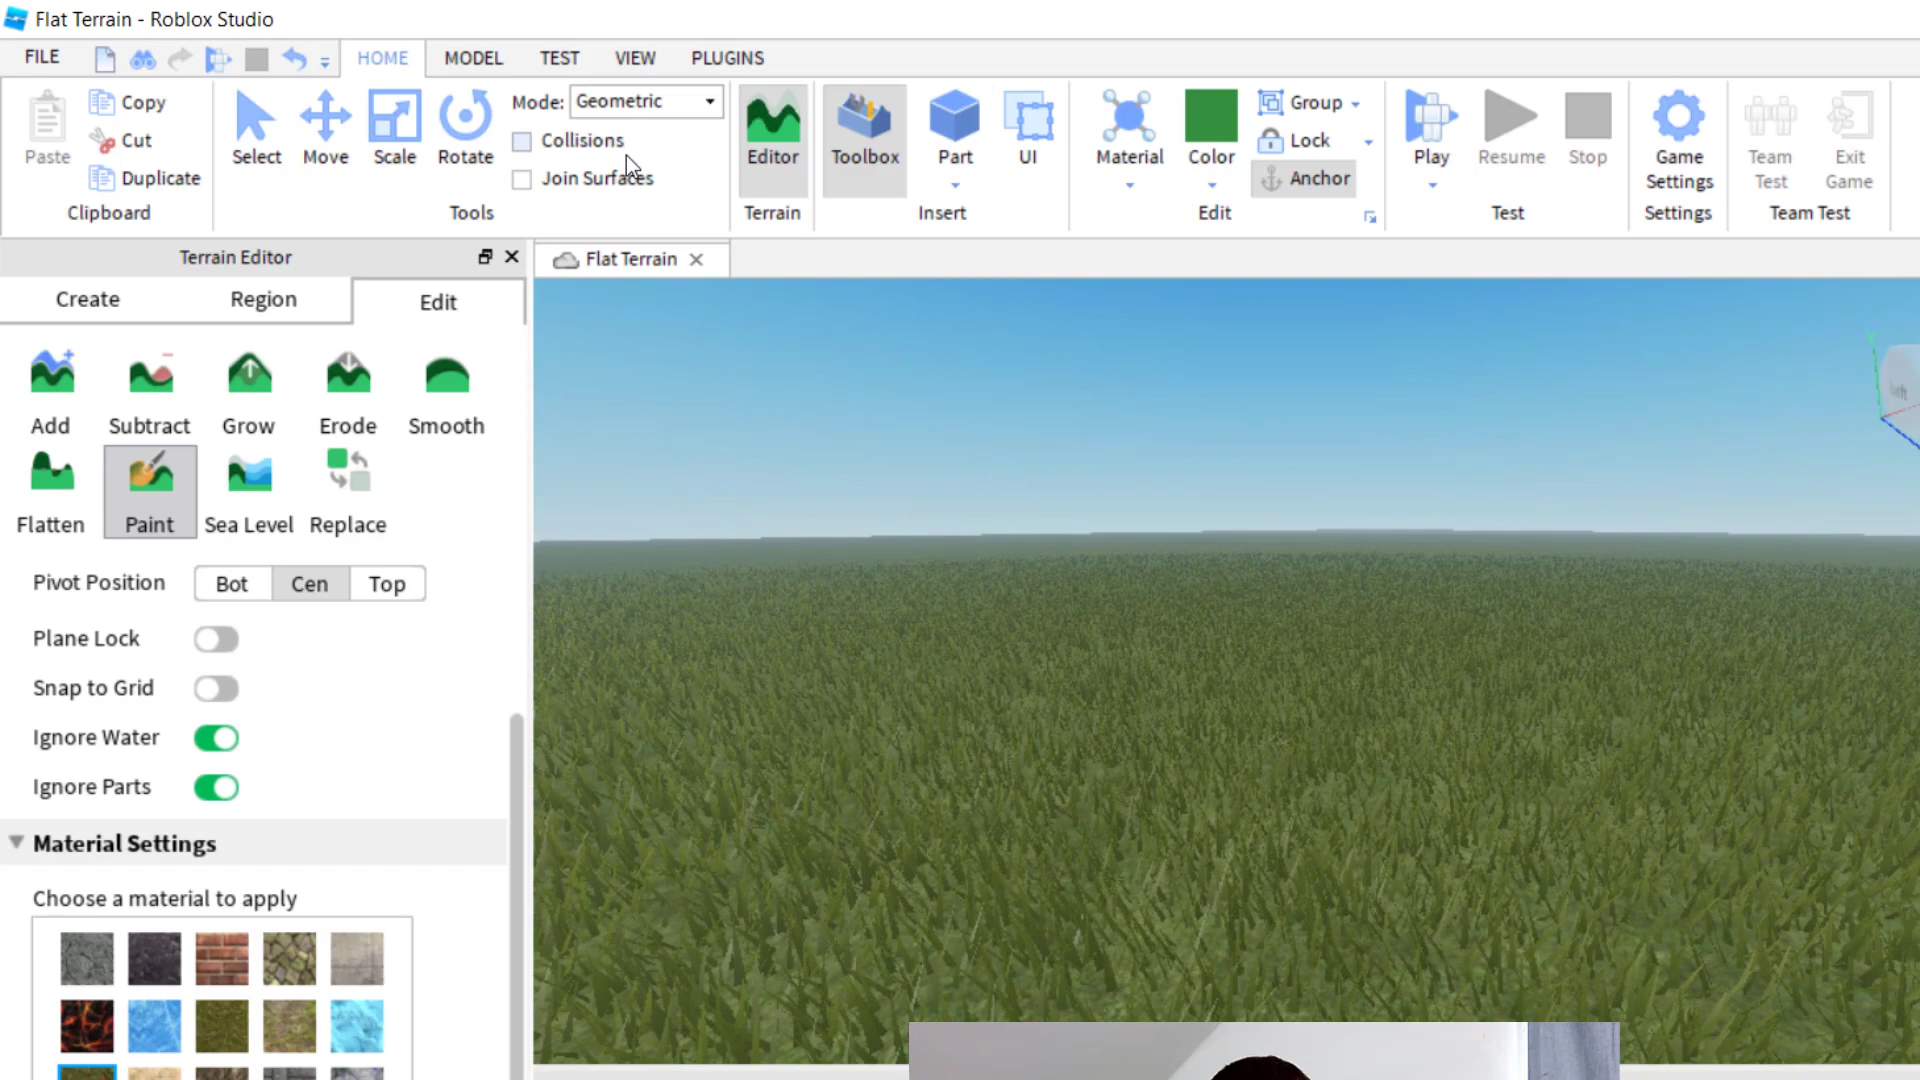 Flat Terrain - Roblox Studio
FILE
HOME
MODEL
TEST
VIEW
PLUGINS
Paste
Copy
Cut
Duplicate
Clipboard
Select
Move
Scale
Rotate
Mode: Geometric
Collisions
Join Surfaces
Tools
Editor
Terrain
Toolbox
Part
UI
Insert
Material
Color
Group
Lock
Anchor
Edit
Play
Resume
Stop
Test
Game
Settings
Settings
Team
Test
Exit
Game
Team Test
Terrain Editor
Flat Terrain
Create
Region
Edit
Add
Subtract
Grow
Erode
Smooth
Flatten
Paint
Sea Level
Replace
Pivot Position
Bot
Cen
Top
Plane Lock
Snap to Grid
Ignore Water
Ignore Parts
Material Settings
Choose a material to apply